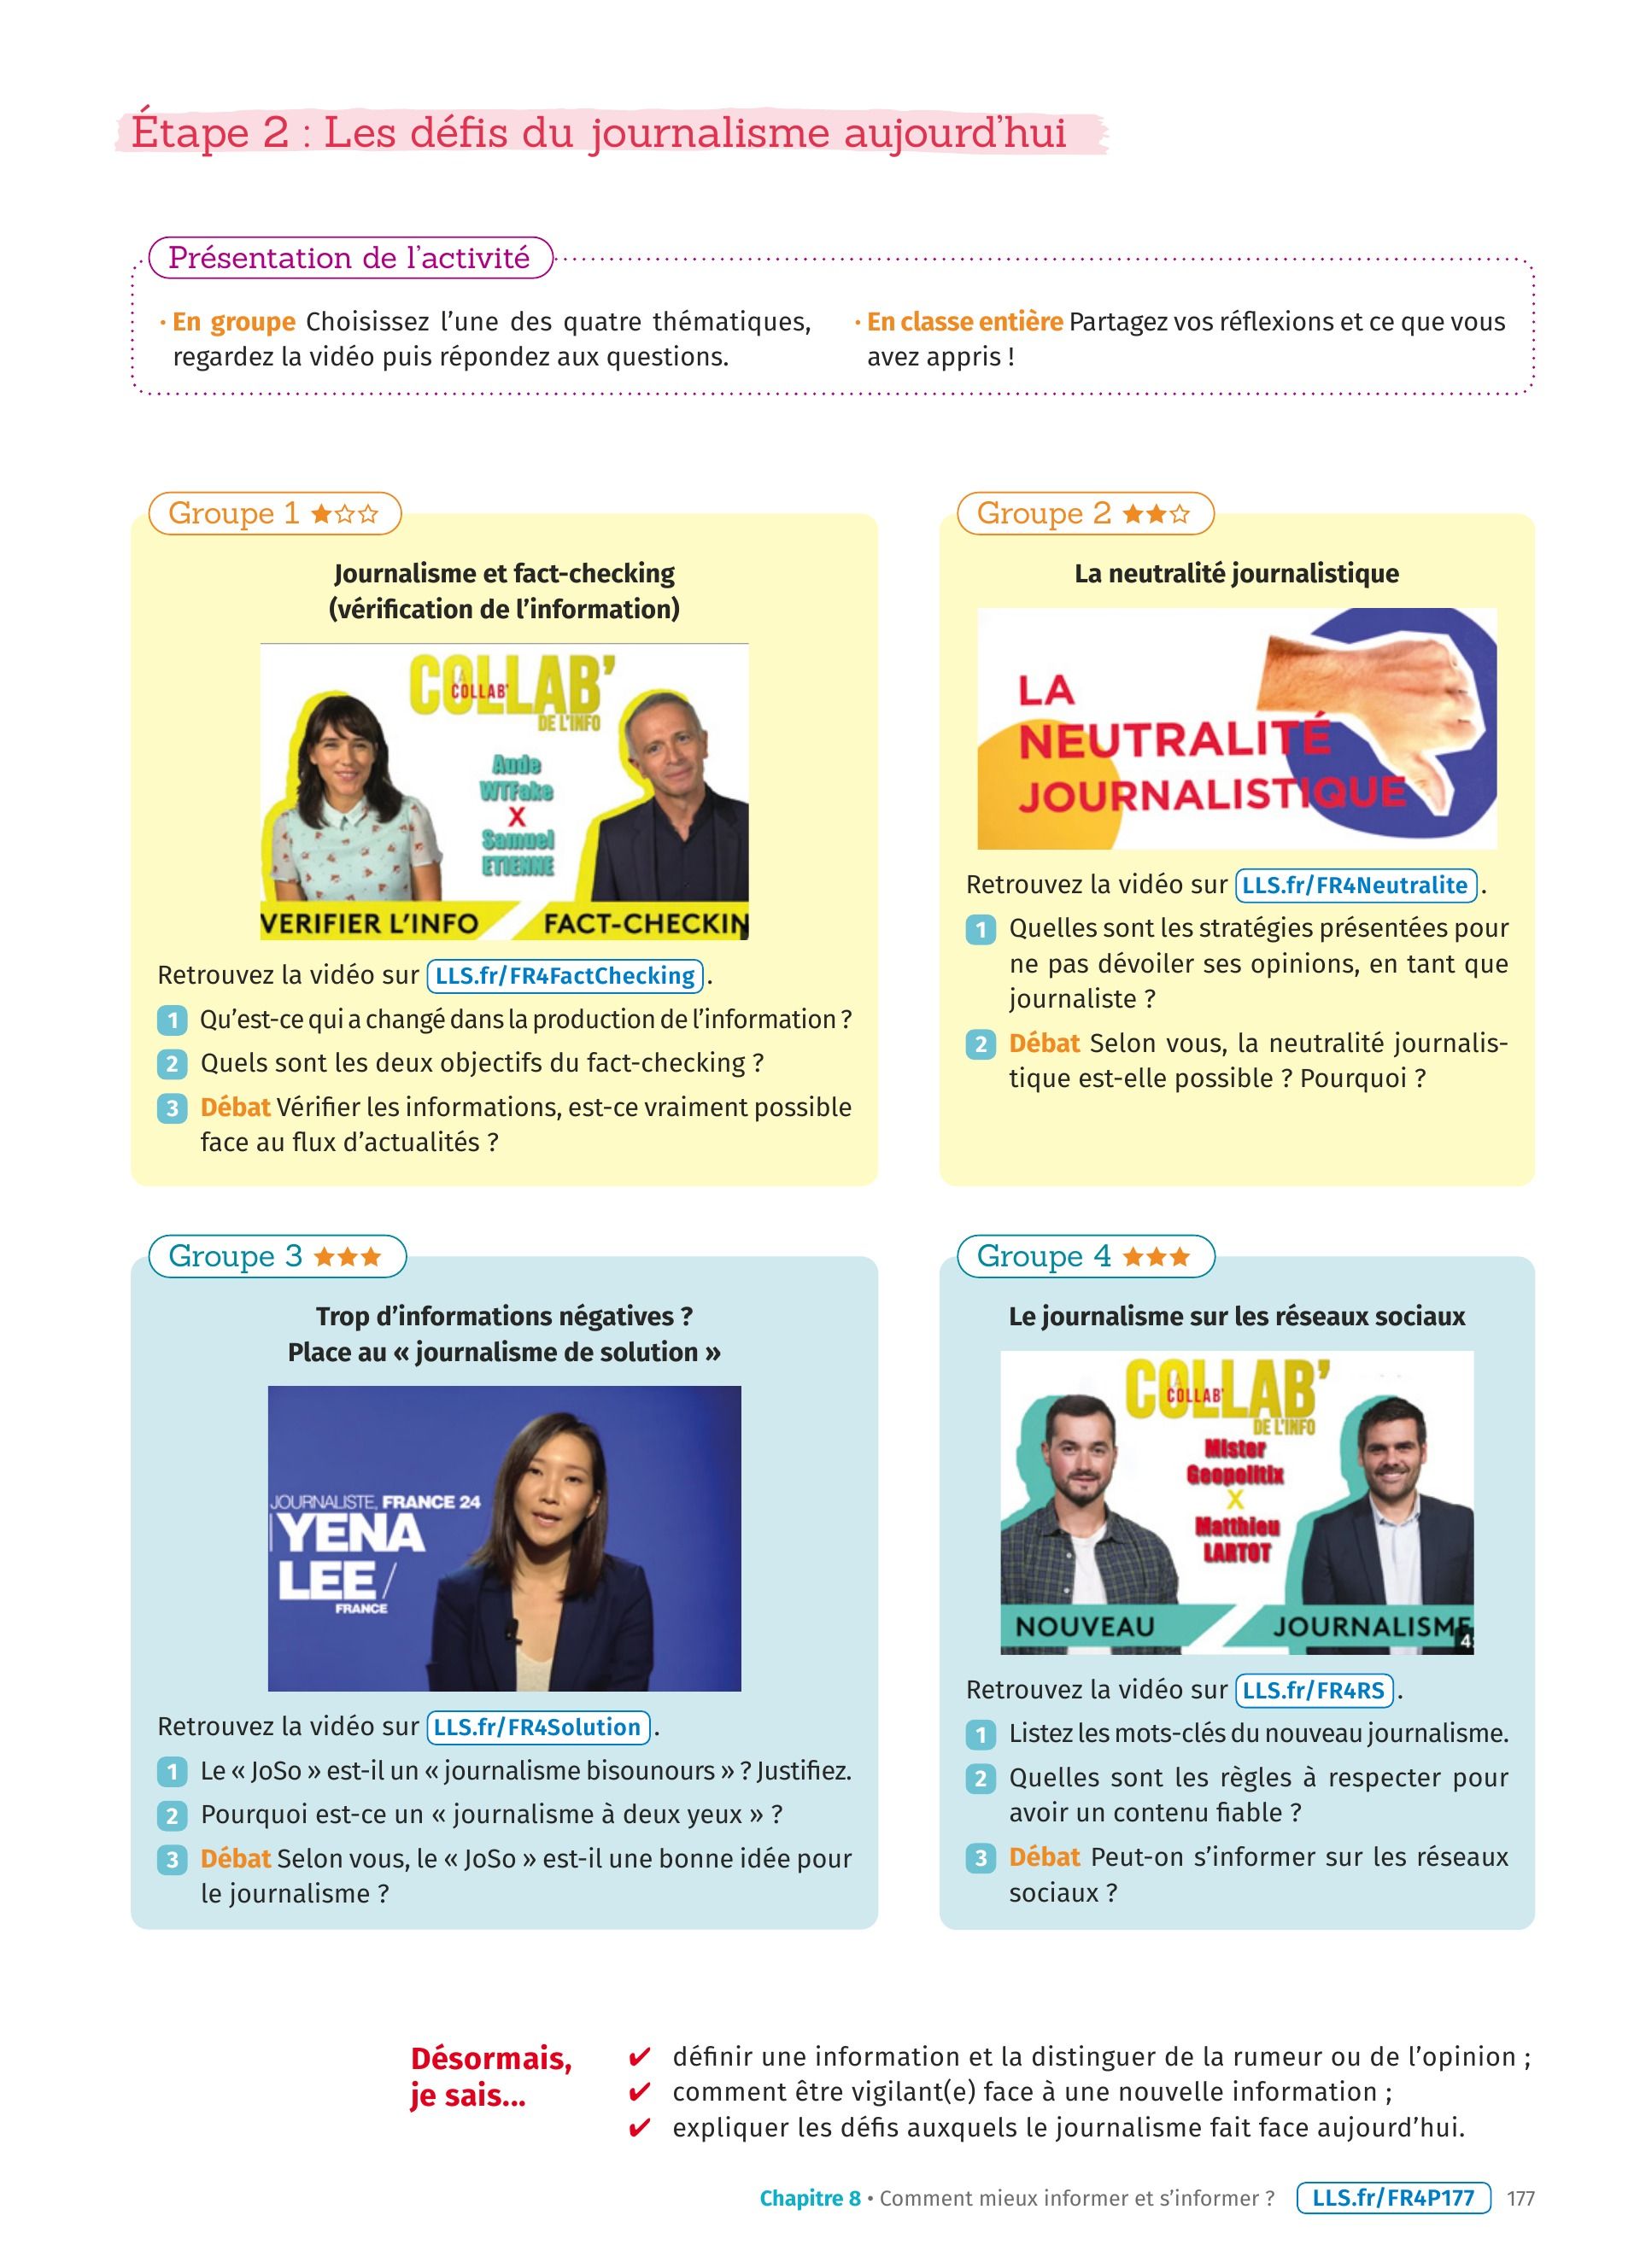 Étape 2 : Les défis du journalisme aujourd'hui
Présentation de l'activité
· En groupe Choisissez l'une des quatre thématiques,
regardez la vidéo puis répondez aux questions.
· En classe entière Partagez vos réflexions et ce que vous
avez appris !
Groupe 1 ★☆☆
Journalisme et fact-checking
(vérification de l'information)
COLLAB'
LA
COLLAB'
DE L'INFO
Aude
WTFake
X
Samuel
ETIENNE
VERIFIER L'INFO
FACT-CHECKIN
Retrouvez la vidéo sur LLS.fr/FR4FactChecking .
1 Qu'est-ce qui a changé dans la production de l'information ?
2 Quels sont les deux objectifs du fact-checking ?
3 Débat Vérifier les informations, est-ce vraiment possible
face au flux d'actualités ?
Groupe 2 ★★☆
La neutralité journalistique
LA
NEUTRALITÉ
JOURNALISTIQUE
Retrouvez la vidéo sur LLS.fr/FR4Neutralite .
1 Quelles sont les stratégies présentées pour
ne pas dévoiler ses opinions, en tant que
journaliste ?
2 Débat Selon vous, la neutralité journalis-
tique est-elle possible ? Pourquoi ?
Groupe 3 ★★★
Trop d'informations négatives ?
Place au « journalisme de solution »
JOURNALISTE, FRANCE 24
YENA
LEE /
FRANCE
Retrouvez la vidéo sur LLS.fr/FR4Solution .
1 Le « JoSo » est-il un « journalisme bisounours » ? Justifiez.
2 Pourquoi est-ce un « journalisme à deux yeux » ?
3 Débat Selon vous, le « JoSo » est-il une bonne idée pour
le journalisme ?
Groupe 4 ★★★
Le journalisme sur les réseaux sociaux
COLLAB'
LA
COLLAB'
DE L'INFO
Mister
Geopolitix
X
Matthieu
LARTOT
NOUVEAU
JOURNALISME
4
Retrouvez la vidéo sur LLS.fr/FR4RS .
1 Listez les mots-clés du nouveau journalisme.
2 Quelles sont les règles à respecter pour
avoir un contenu fiable ?
3 Débat Peut-on s'informer sur les réseaux
sociaux ?
Désormais,
je sais...
✔ définir une information et la distinguer de la rumeur ou de l'opinion ;
✔ comment être vigilant(e) face à une nouvelle information ;
✔ expliquer les défis auxquels le journalisme fait face aujourd'hui.
Chapitre 8 • Comment mieux informer et s'informer ? LLS.fr/FR4P177 177